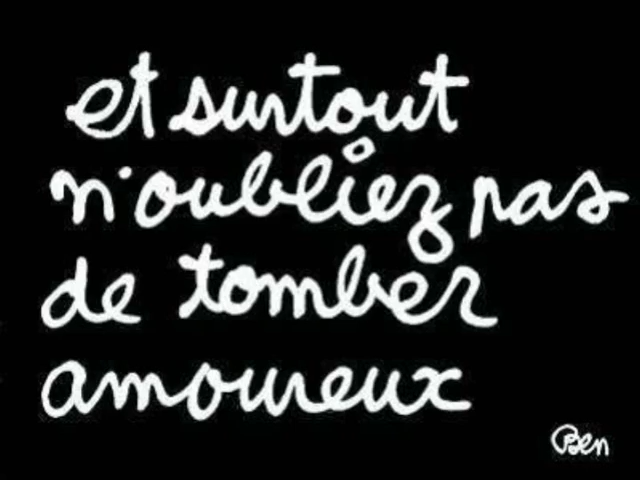 et surtout
n'oubliez pas
de tomber
amoureux
Ben